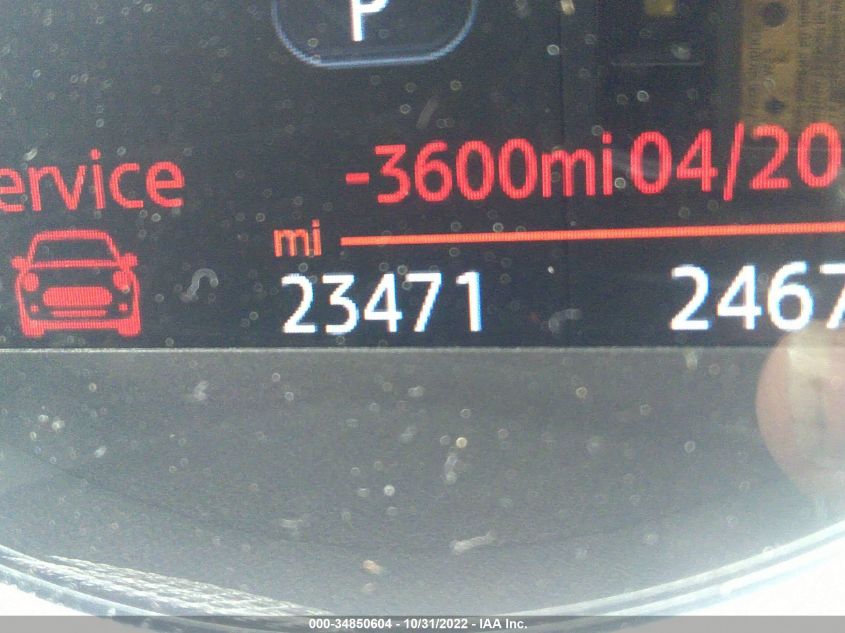 P
ervice -3600mi 04/20
mi
23471 2467
000-34850604 - 10/31/2022 - IAA Inc.